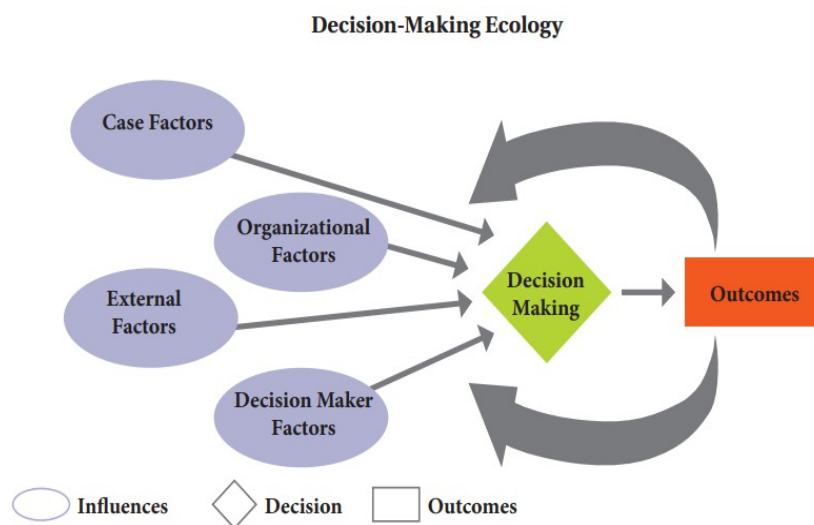 Decision-Making Ecology
Case Factors
Organizational
Factors
External
Factors
Decision Maker
Factors
Decision
Making
Outcomes
Influences
Decision
Outcomes